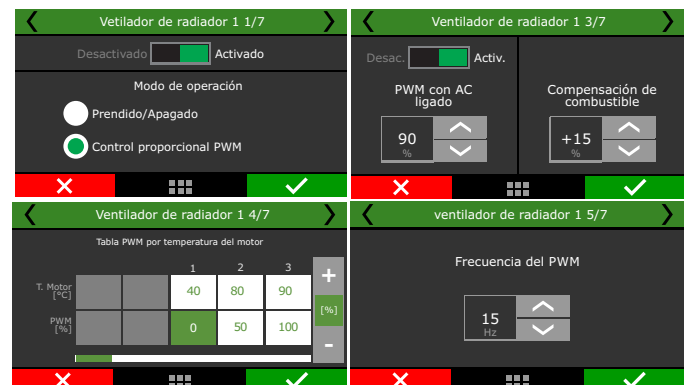 Vetilador de radiador 1 1/7
Desactivado Activado
Modo de operación
Prendido/Apagado
Control proporcional PWM
Ventilador de radiador 1 3/7
Desac. Activ.
PWM con AC
ligado
90
%
Compensación de
combustible
+15
%
Ventilador de radiador 1 4/7
Tabla PWM por temperatura del motor
1 2 3
T. Motor
[°C]
40 80 90
PWM
[%]
0 50 100
+
[%]
-
ventilador de radiador 1 5/7
Frecuencia del PWM
15
Hz